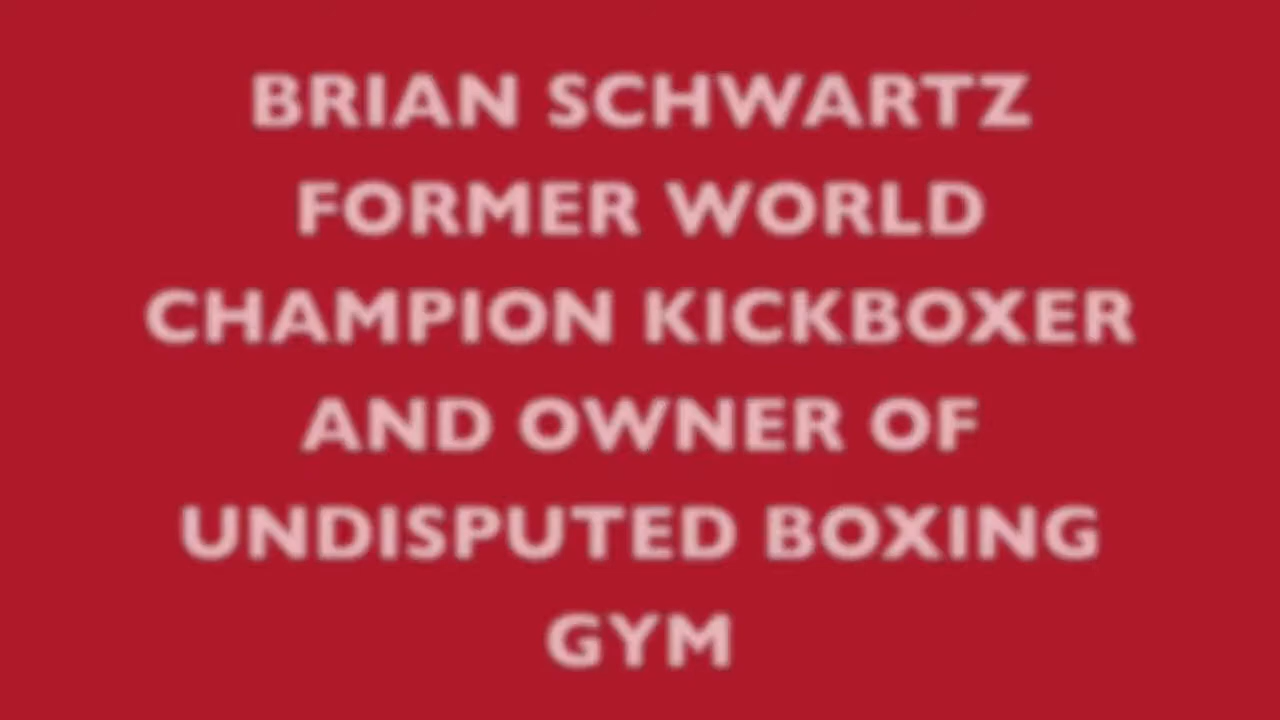 BRIAN SCHWARTZ
FORMER WORLD
CHAMPION KICKBOXER
AND OWNER OF
UNDISPUTED BOXING
GYM